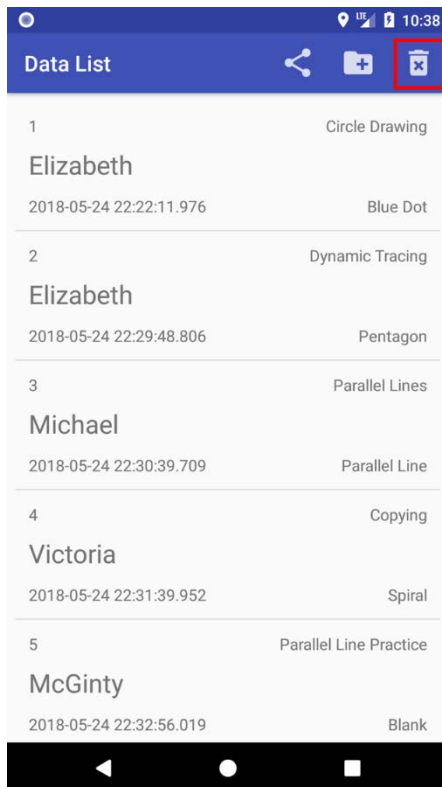 LTE 10:38
Data List
1 Circle Drawing
Elizabeth
2018-05-24 22:22:11.976 Blue Dot
2 Dynamic Tracing
Elizabeth
2018-05-24 22:29:48.806 Pentagon
3 Parallel Lines
Michael
2018-05-24 22:30:39.709 Parallel Line
4 Copying
Victoria
2018-05-24 22:31:39.952 Spiral
5 Parallel Line Practice
McGinty
2018-05-24 22:32:56.019 Blank